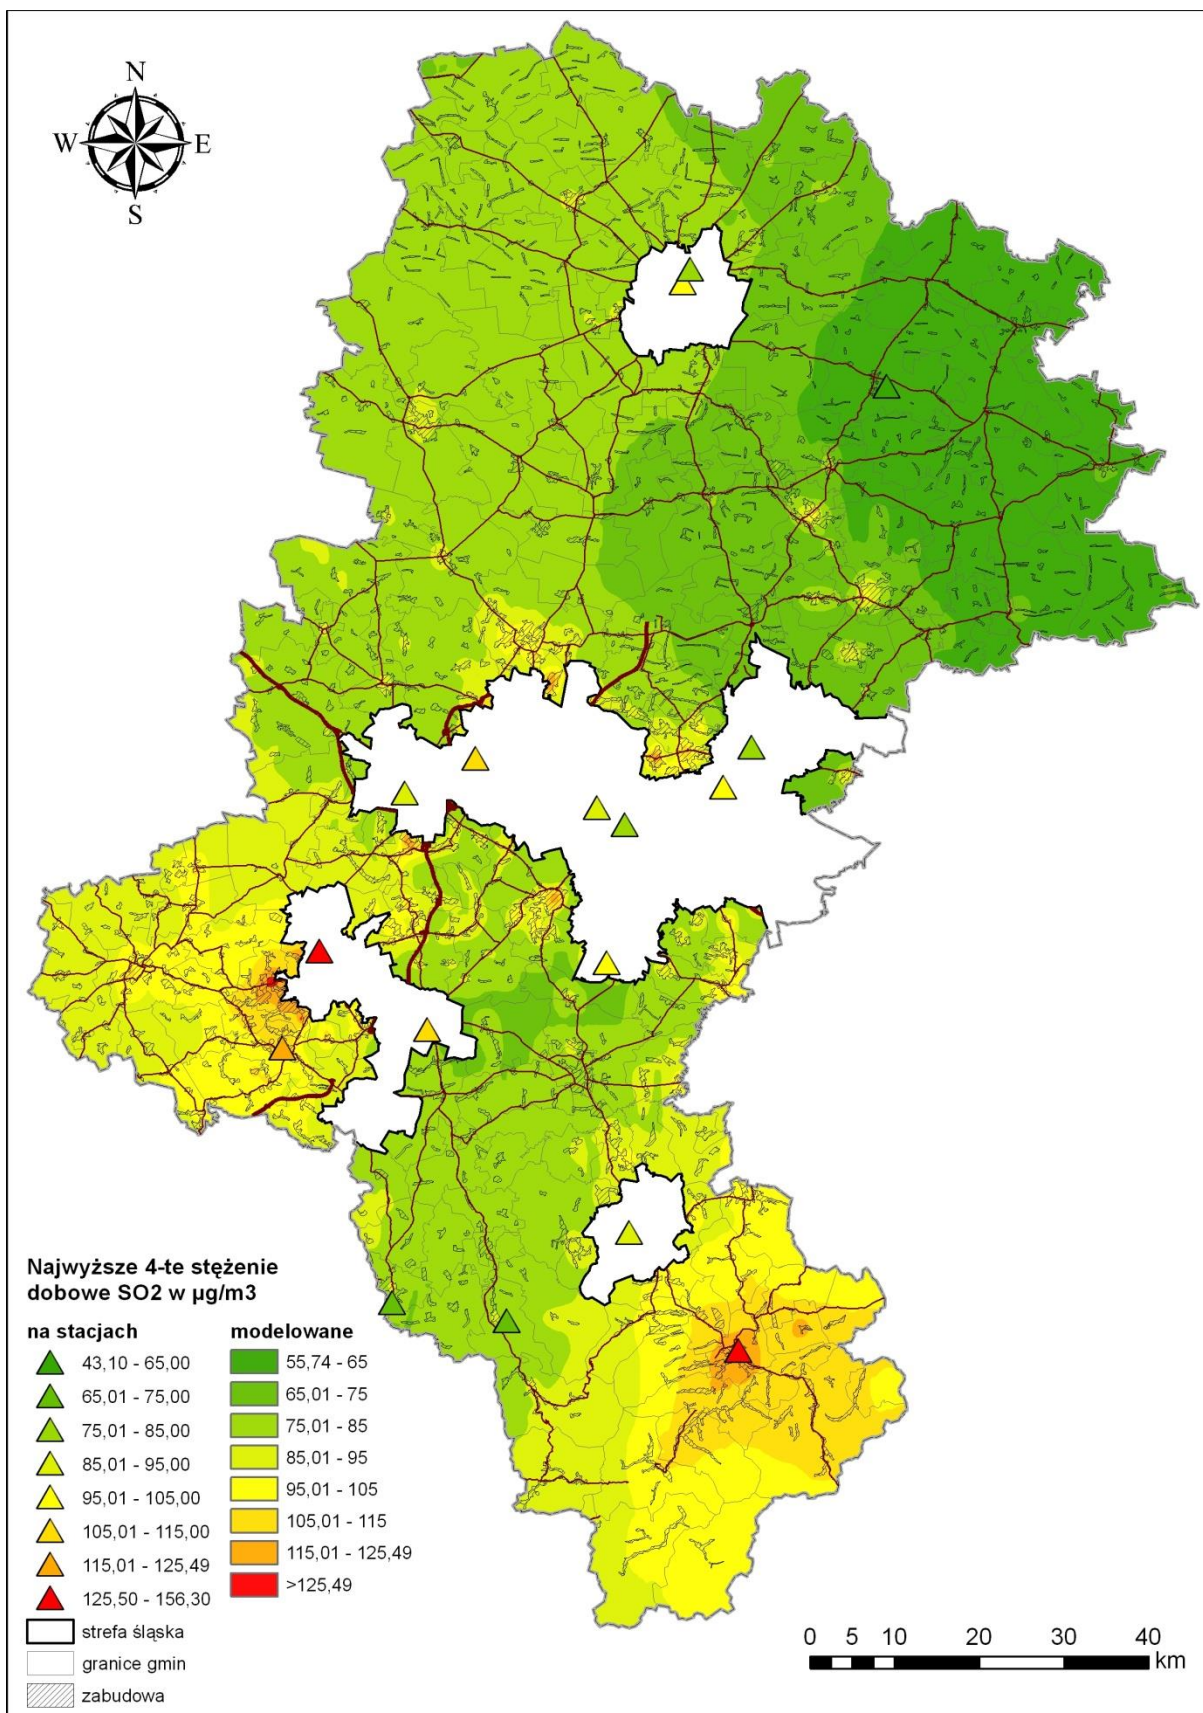 N
W E
S
Najwyższe 4-te stężenie
dobowe SO2 w µg/m3
na stacjach modelowane
43,10 - 65,00 55,74 - 65
65,01 - 75,00 65,01 - 75
75,01 - 85,00 75,01 - 85
85,01 - 95,00 85,01 - 95
95,01 - 105,00 95,01 - 105
105,01 - 115,00 105,01 - 115
115,01 - 125,49 115,01 - 125,49
125,50 - 156,30 >125,49
strefa śląska
granice gmin
zabudowa
0 5 10 20 30 40
km